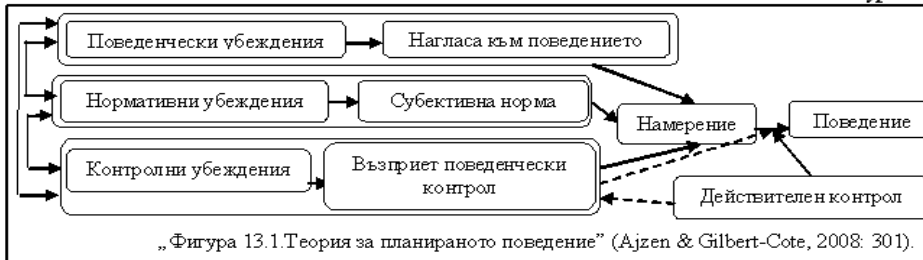 Поведенчески убеждения
Нагласа към поведението
Нормативни убеждения
Субективна норма
Намерение
Поведение
Контролни убеждения
Възприет поведенчески
контрол
Действителен контрол
„Фигура 13.1.Теория за планираното поведение” (Ajzen & Gilbert-Cote, 2008: 301).